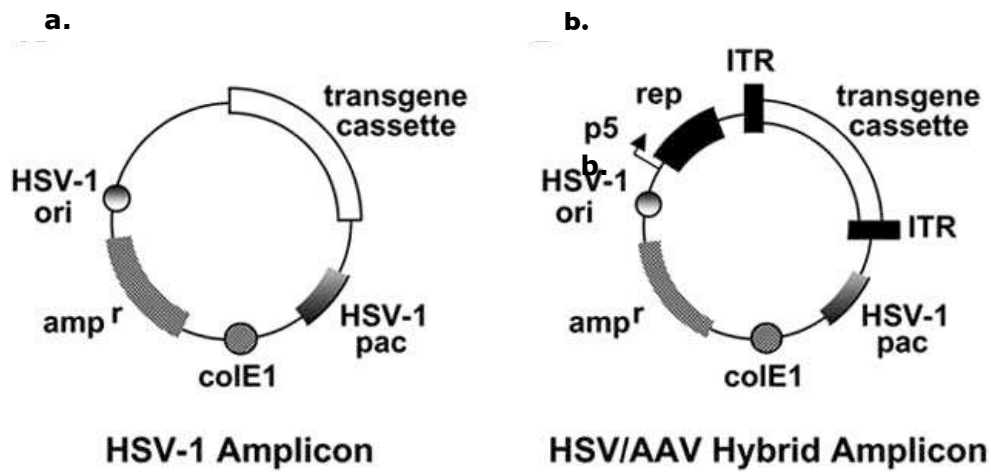 a.
transgene
cassette
HSV-1
ori
amp r
colE1
HSV-1
pac
HSV-1 Amplicon
b.
ITR
rep
p5
b.
transgene
cassette
HSV-1
ori
ITR
amp r
colE1
HSV-1
pac
HSV/AAV Hybrid Amplicon